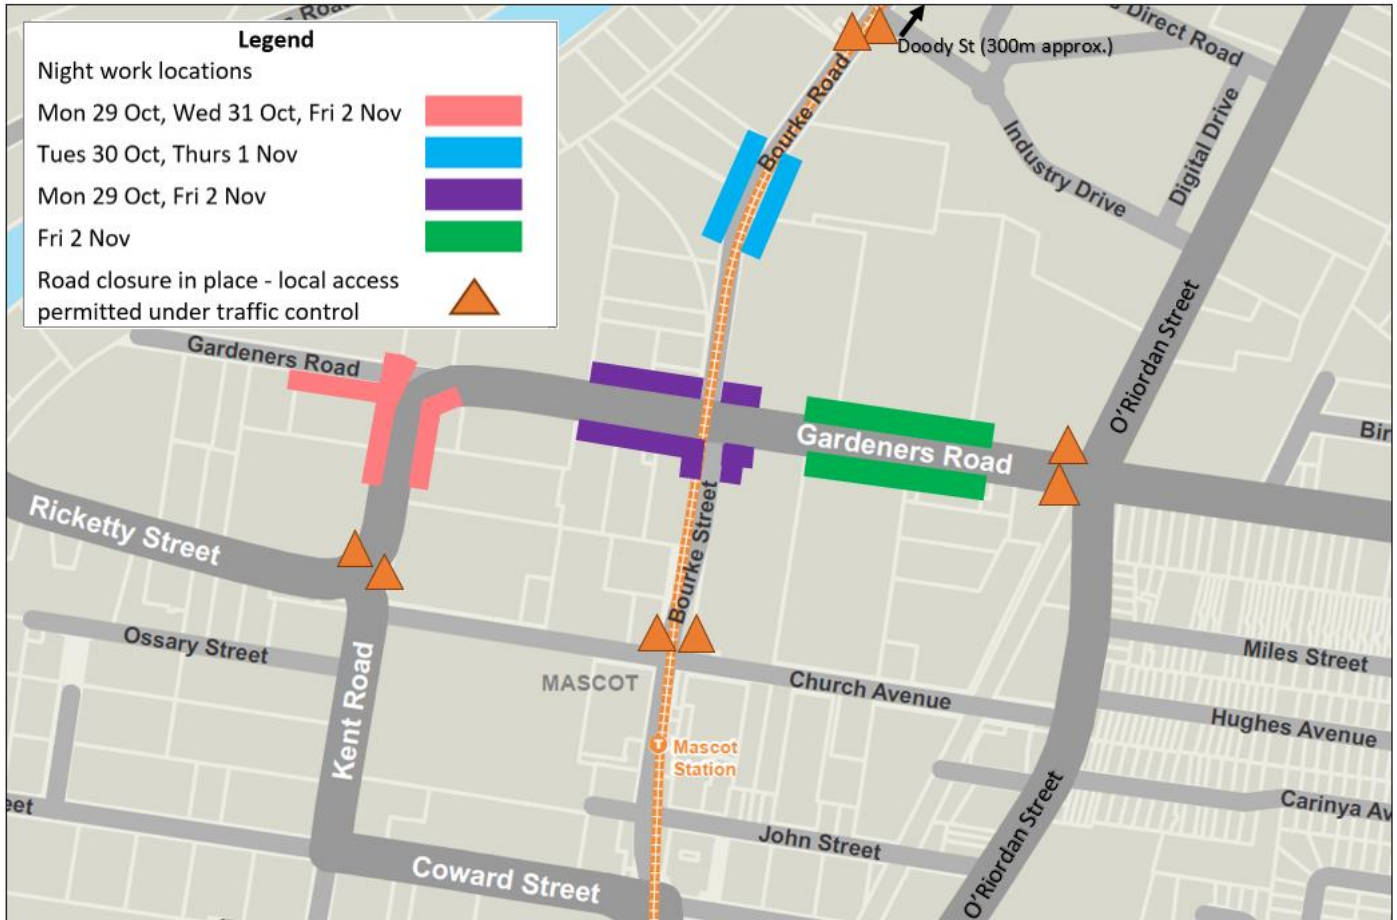 Legend
Night work locations
Mon 29 Oct, Wed 31 Oct, Fri 2 Nov
Tues 30 Oct, Thurs 1 Nov
Mon 29 Oct, Fri 2 Nov
Fri 2 Nov
Road closure in place - local access
permitted under traffic control
Doody St (300m approx.)
Direct Road
Bourke Road
Industry Drive
Digital Drive
O'Riordan Street
Gardeners Road
Gardeners Road
Bir
Ricketty Street
Bourke Street
Ossary Street
MASCOT
Church Avenue
Miles Street
Hughes Avenue
Kent Road
T
Mascot
Station
Carinya Av
eet
John Street
O'Riordan Street
Coward Street